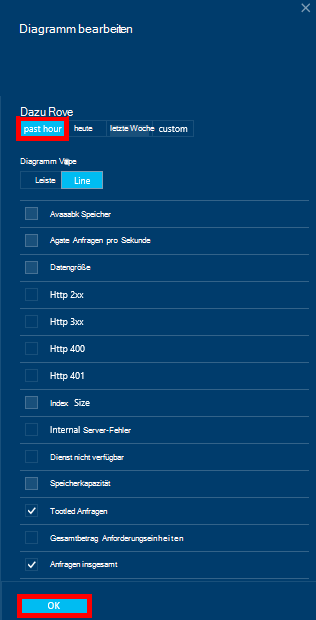 Diagramm bearbeiten
Dazu Rove
past hour heute letzte Woche custom
Diagramm
Leiste Line
Avaaabk Speicher
Agate Anfragen pro Sekunde
Datengröße
Http 2xx
Http 3xx
Http 400
Http 401
Index Size
Internal Server-Fehler
Dienst nicht verfügbar
Speicherkapazität
Tootled Anfragen
Gesamtbetrag Anforderungseinheiten
Anfragen insgesamt
OK